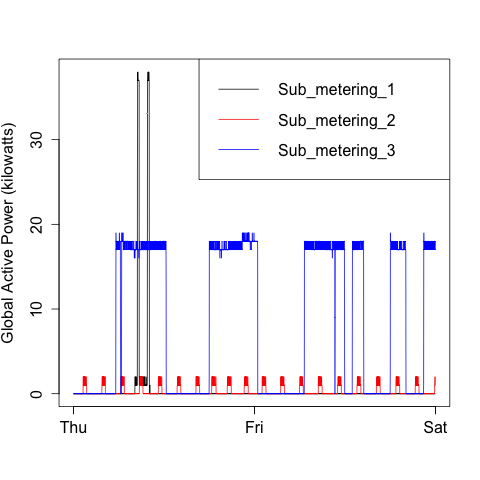 Sub_metering_1
Sub_metering_2
Sub_metering_3
Global Active Power (kilowatts)
30
20
10
0
Thu Fri Sat